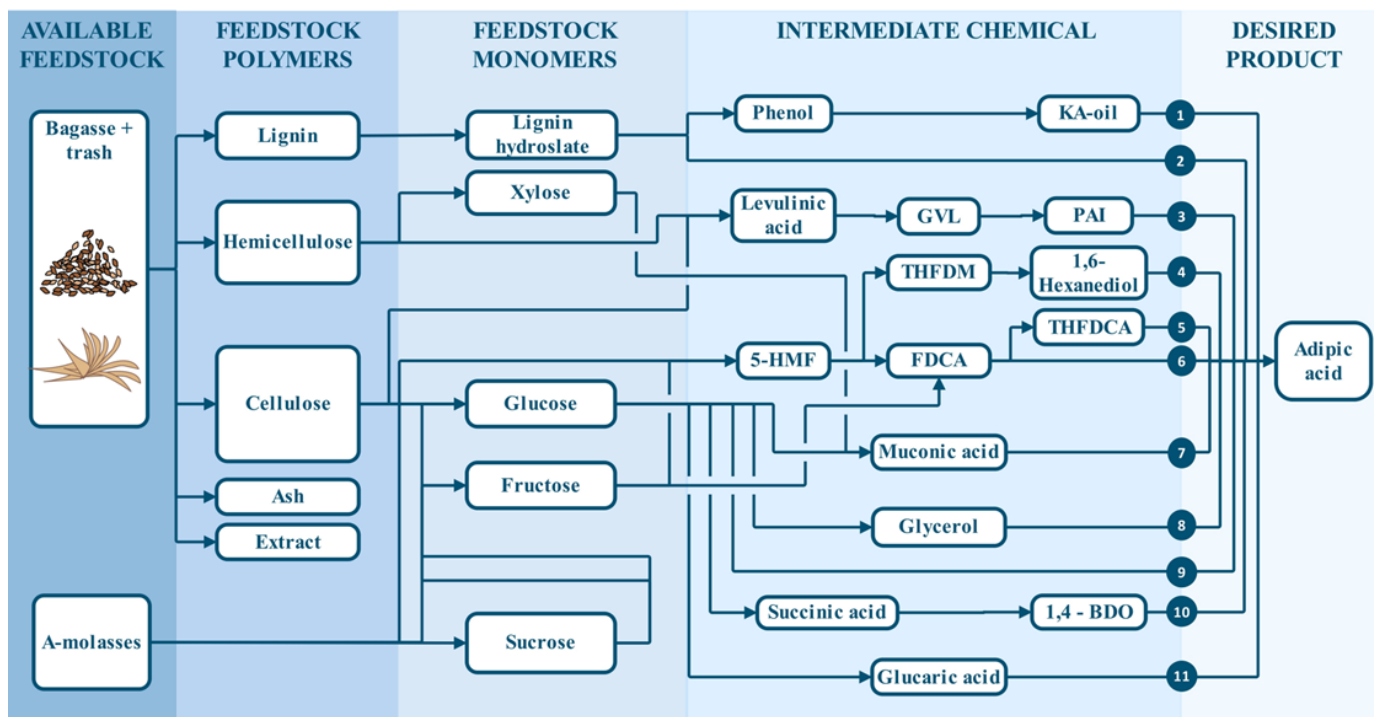 AVAILABLE
FEEDSTOCK
FEEDSTOCK
POLYMERS
FEEDSTOCK
MONOMERS
INTERMEDIATE CHEMICAL
DESIRED
PRODUCT
Bagasse +
trash
Lignin
Lignin
hydroslate
Phenol
KA-oil
1
2
Hemicellulose
Xylose
Levulinic
acid
GVL
PAI
3
THFDM
1,6-
Hexanediol
4
THFDCA
5
Cellulose
Glucose
5-HMF
FDCA
6
Adipic
acid
Fructose
Muconic acid
7
Ash
Extract
Glycerol
8
9
A-molasses
Sucrose
Succinic acid
1,4 - BDO
10
Glucaric acid
11